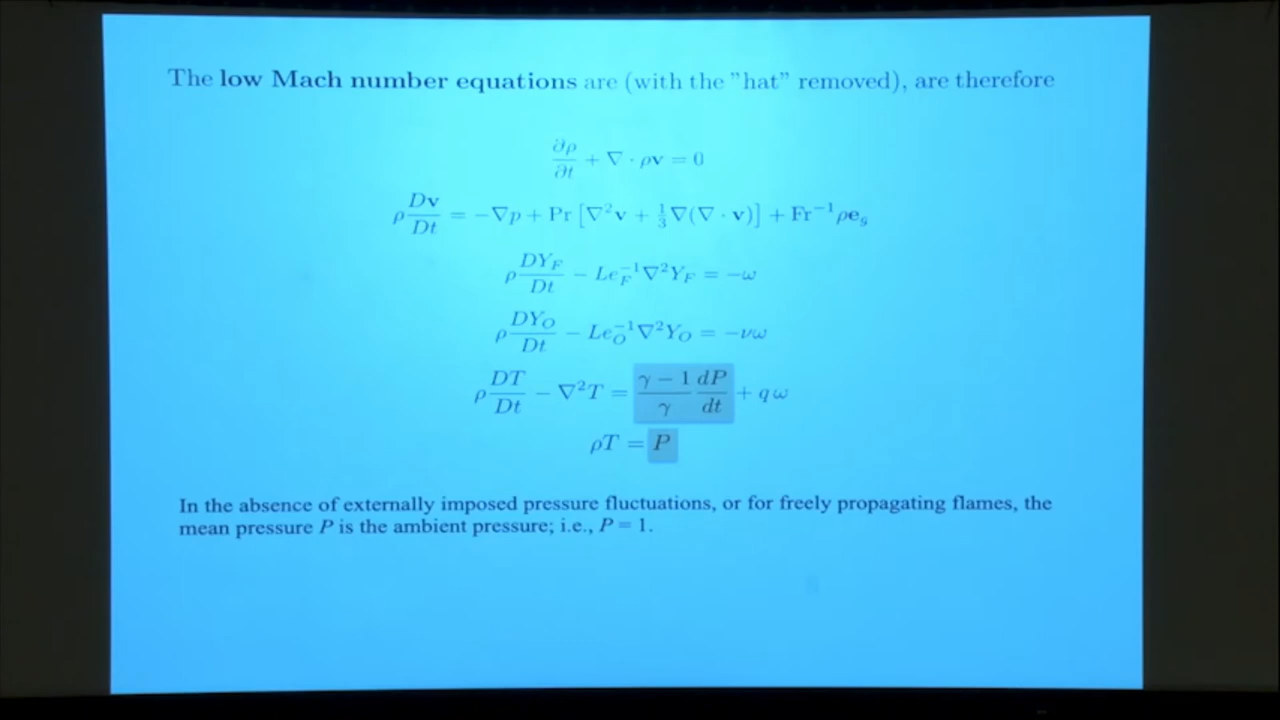 The low Mach number equations are (with the "hat" removed), are therefore
∂ρ/∂t + ∇ · ρv = 0
ρ Dv/Dt = −∇p + Pr [∇²v + ⅓∇(∇ · v)] + Fr⁻¹ρe_g
ρ DY_F/Dt − Le_F⁻¹∇²Y_F = −ω
ρ DY_O/Dt − Le_O⁻¹∇²Y_O = −νω
ρ DT/Dt − ∇²T = (γ − 1)/γ dP/dt + q ω
ρT = P
In the absence of externally imposed pressure fluctuations, or for freely propagating flames, the
mean pressure P is the ambient pressure; i.e., P = 1.